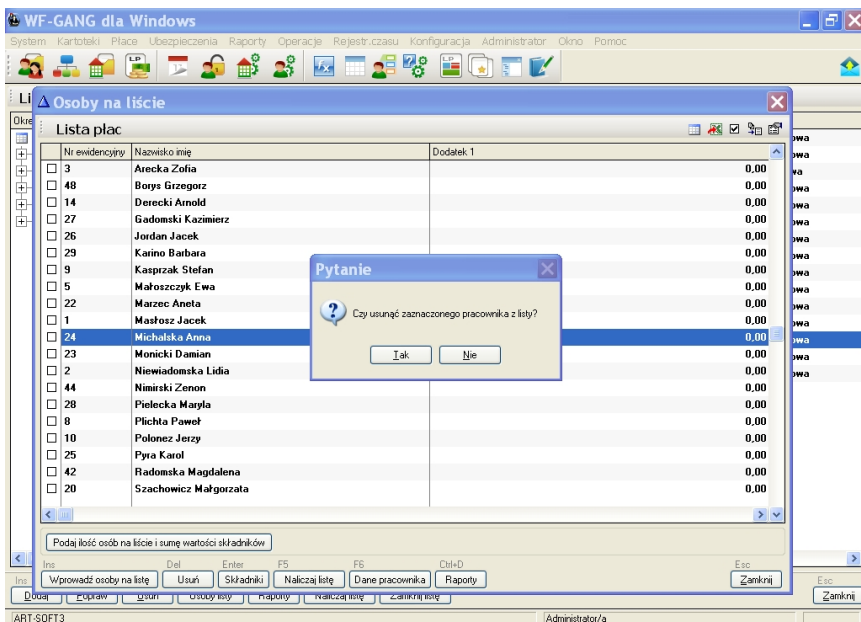 WF-GANG dla Windows
System Kartoteki Płace Ubezpieczenia Raporty Operacje Rejestr.czasu Konfiguracja Administrator Okno Pomoc
Li
Osoby na liście
Okre
Lista płac
Nr ewidencyjny Nazwisko imię Dodatek 1
3 Arecka Zofia 0,00
48 Borys Grzegorz 0,00
14 Derecki Arnold 0,00
27 Gadomski Kazimierz 0,00
26 Jordan Jacek 0,00
29 Karino Barbara 0,00
9 Kasprzak Stefan 0,00
5 Małoszczyk Ewa 0,00
22 Marzec Aneta 0,00
1 Masłosz Jacek 0,00
24 Michalska Anna 0,00
23 Monicki Damian 0,00
2 Niewiadomska Lidia 0,00
44 Nimirski Zenon 0,00
28 Pielecka Maryla 0,00
8 Plichta Paweł 0,00
10 Polonez Jerzy 0,00
25 Pyra Karol 0,00
42 Radomska Magdalena 0,00
20 Szachowicz Małgorzata 0,00
Pytanie
Czy usunąć zaznaczonego pracownika z listy?
Tak Nie
Podaj ilość osób na liście i sumę wartości składników
Ins Del Enter F5 F6 Ctrl+D Esc
Wprowadź osoby na listę Usuń Składniki Naliczaj listę Dane pracownika Raporty Zamknij
Ins Esc
Dodaj Popraw Usuń Osoby listy Raporty Naliczaj listę Zamknij listę Zamknij
ART-SOFT3 Administrator/a